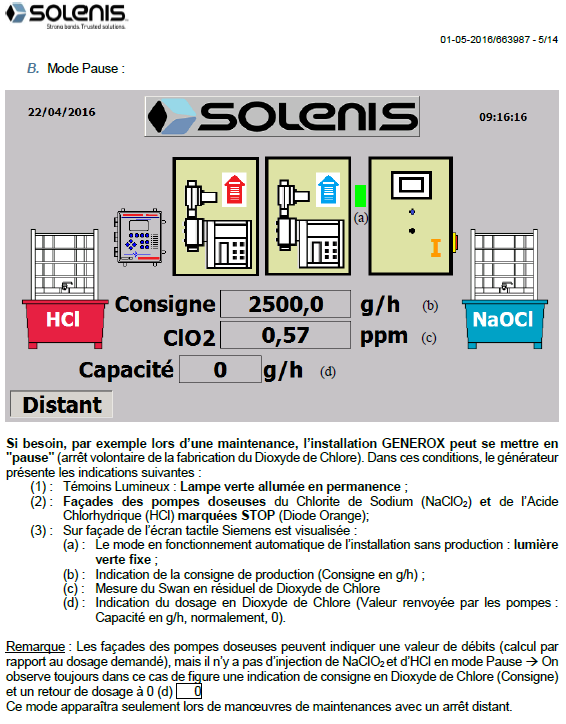 SOLENIS™
Strong bonds. Trusted solutions.
01-05-2016/663987 - 5/14
B. Mode Pause :
22/04/2016
SOLENIS
09:16:16
(a)
I
HCl
NaOCl
Consigne 2500,0 g/h (b)
ClO2 0,57 ppm (c)
Capacité 0 g/h (d)
Distant
Si besoin, par exemple lors d'une maintenance, l'installation GENEROX peut se mettre en
"pause" (arrêt volontaire de la fabrication du Dioxyde de Chlore). Dans ces conditions, le générateur
présente les indications suivantes :
(1) : Témoins Lumineux : Lampe verte allumée en permanence ;
(2) : Façades des pompes doseuses du Chlorite de Sodium (NaClO₂) et de l'Acide
Chlorhydrique (HCl) marquées STOP (Diode Orange);
(3) : Sur façade de l'écran tactile Siemens est visualisée :
(a) : Le mode en fonctionnement automatique de l'installation sans production : lumière
verte fixe ;
(b) : Indication de la consigne de production (Consigne en g/h) ;
(c) : Mesure du Swan en résiduel de Dioxyde de Chlore
(d) : Indication du dosage en Dioxyde de Chlore (Valeur renvoyée par les pompes :
Capacité en g/h, normalement, 0).
Remarque : Les façades des pompes doseuses peuvent indiquer une valeur de débits (calcul par
rapport au dosage demandé), mais il n'y a pas d'injection de NaClO₂ et d'HCl en mode Pause → On
observe toujours dans ce cas de figure une indication de consigne en Dioxyde de Chlore (Consigne)
et un retour de dosage à 0 (d) 0
Ce mode apparaîtra seulement lors de manœuvres de maintenances avec un arrêt distant.